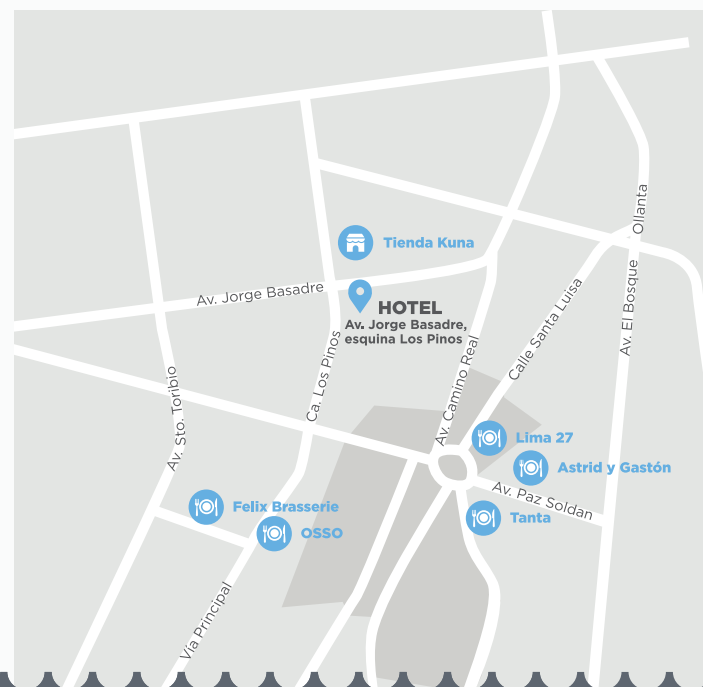 Ollanta
Tienda Kuna
Av. Jorge Basadre
HOTEL
Av. Jorge Basadre,
esquina Los Pinos
Av. El Bosque
Calle Santa Luisa
Ca. Los Pinos
Av. Camino Real
Av. Sto. Toribio
Lima 27
Astrid y Gastón
Av. Paz Soldan
Felix Brasserie
Tanta
OSSO
Vía Principal